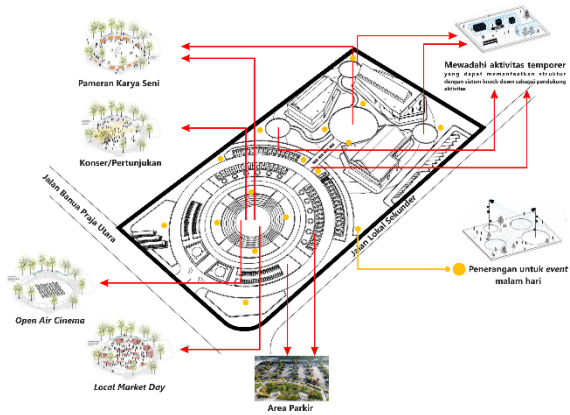 Pameran Karya Seni
Konser/Pertunjukan
Jalan Banua Praja Utara
Open Air Cinema
Local Market Day
Area Parkir
Jalan Lokal Sekunder
Mewadahi aktivitas temporer
yang dapat memanfaatkan struktur
dengan sistem knock down sebagai pendukung
aktivitas
Penerangan untuk event
malam hari